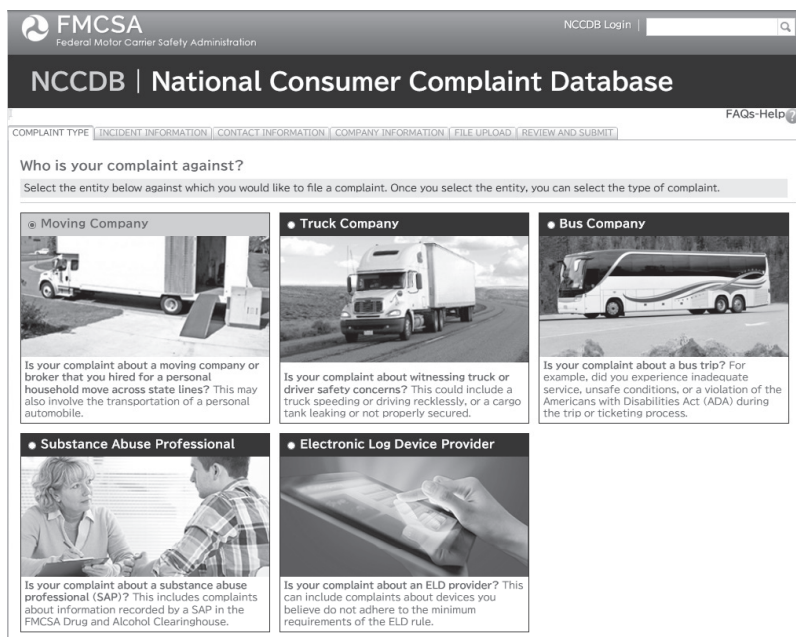 FMCSA
Federal Motor Carrier Safety Administration
NCCDB Login |
NCCDB | National Consumer Complaint Database
FAQs-Help ?
COMPLAINT TYPE INCIDENT INFORMATION CONTACT INFORMATION COMPANY INFORMATION FILE UPLOAD REVIEW AND SUBMIT
Who is your complaint against?
Select the entity below against which you would like to file a complaint. Once you select the entity, you can select the type of complaint.
Moving Company
Is your complaint about a moving company or
broker that you hired for a personal
household move across state lines? This may
also involve the transportation of a personal
automobile.
Truck Company
Is your complaint about witnessing truck or
driver safety concerns? This could include a
truck speeding or driving recklessly, or a cargo
tank leaking or not properly secured.
Bus Company
Is your complaint about a bus trip? For
example, did you experience inadequate
service, unsafe conditions, or a violation of the
Americans with Disabilities Act (ADA) during
the trip or ticketing process.
Substance Abuse Professional
Is your complaint about a substance abuse
professional (SAP)? This includes complaints
about information recorded by a SAP in the
FMCSA Drug and Alcohol Clearinghouse.
Electronic Log Device Provider
Is your complaint about an ELD provider? This
can include complaints about devices you
believe do not adhere to the minimum
requirements of the ELD rule.